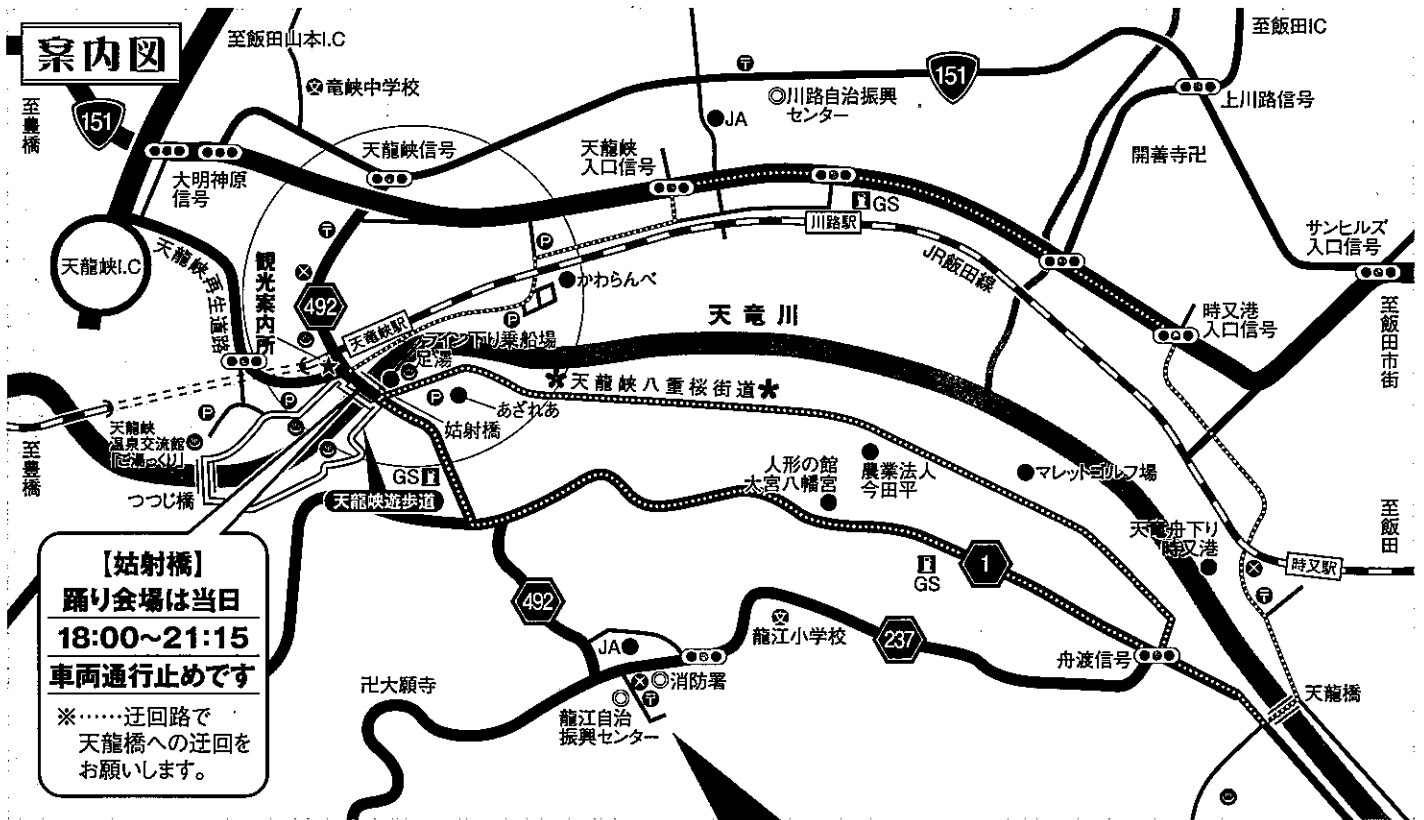 案内図
至飯田山本I.C
至飯田IC
151
至豊橋
竜峡中学校
151
川路自治振興
センター
JA
上川路信号
天龍峡信号
天龍峡
入口信号
大明神原
信号
開善寺卍
GS
川路駅
サンヒルズ
入口信号
天龍峡I.C
天龍峡再生道路
観光案内所
492
かわらんべ
JR飯田線
天竜峡駅
天竜川
時又港
入口信号
至飯田市街
ライン下り乗船場
足湯
天龍峡八重桜街道
あざれあ
姑射橋
至豊橋
天龍峡
温泉交流館
「ご湯っくり」
つつじ橋
GS
天龍峡遊歩道
人形の館
大宮八幡宮
農業法人
今田平
マレットゴルフ場
天竜舟下り
時又港
至飯田
時又駅
【姑射橋】
踊り会場は当日
18:00~21:15
車両通行止めです
※……迂回路で
天龍橋への迂回を
お願いします。
GS
1
492
JA
龍江小学校
237
舟渡信号
天龍橋
卍大願寺
消防署
龍江自治
振興センター